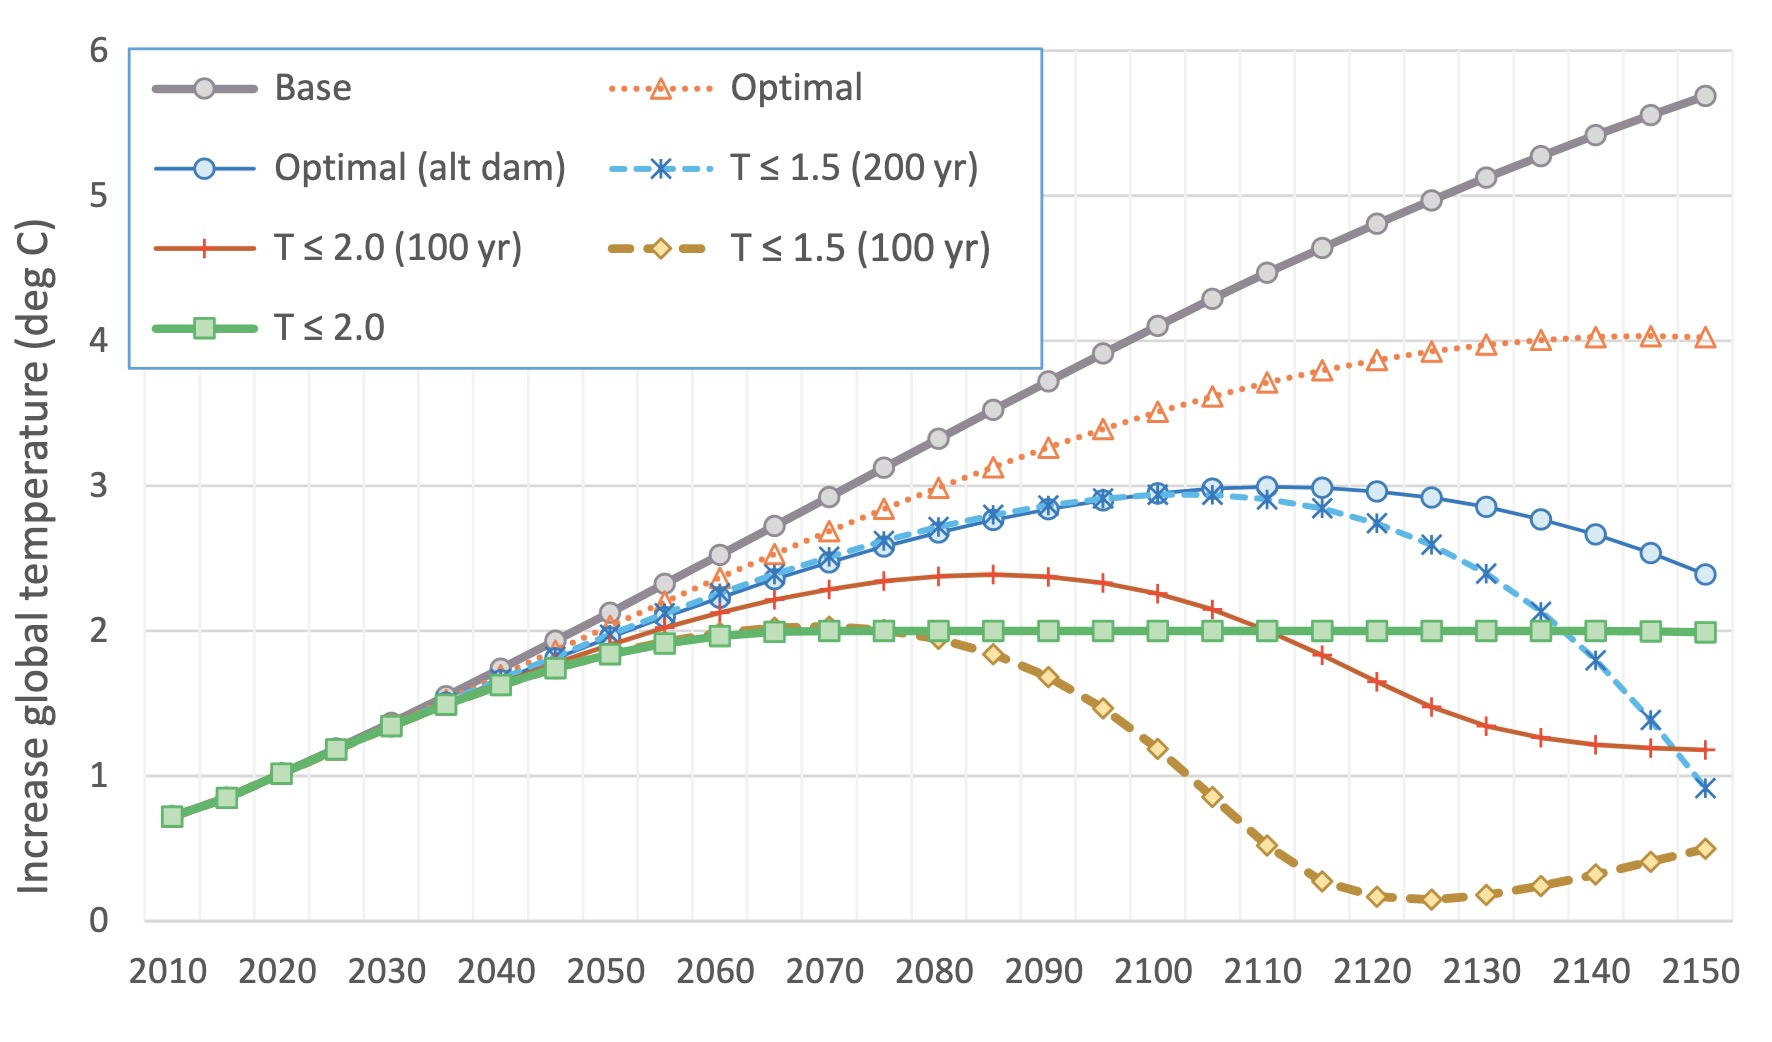 Increase global temperature (deg C)
6
5
4
3
2
1
0
Base
Optimal
Optimal (alt dam)
T ≤ 1.5 (200 yr)
T ≤ 2.0 (100 yr)
T ≤ 1.5 (100 yr)
T ≤ 2.0
2010 2020 2030 2040 2050 2060 2070 2080 2090 2100 2110 2120 2130 2140 2150